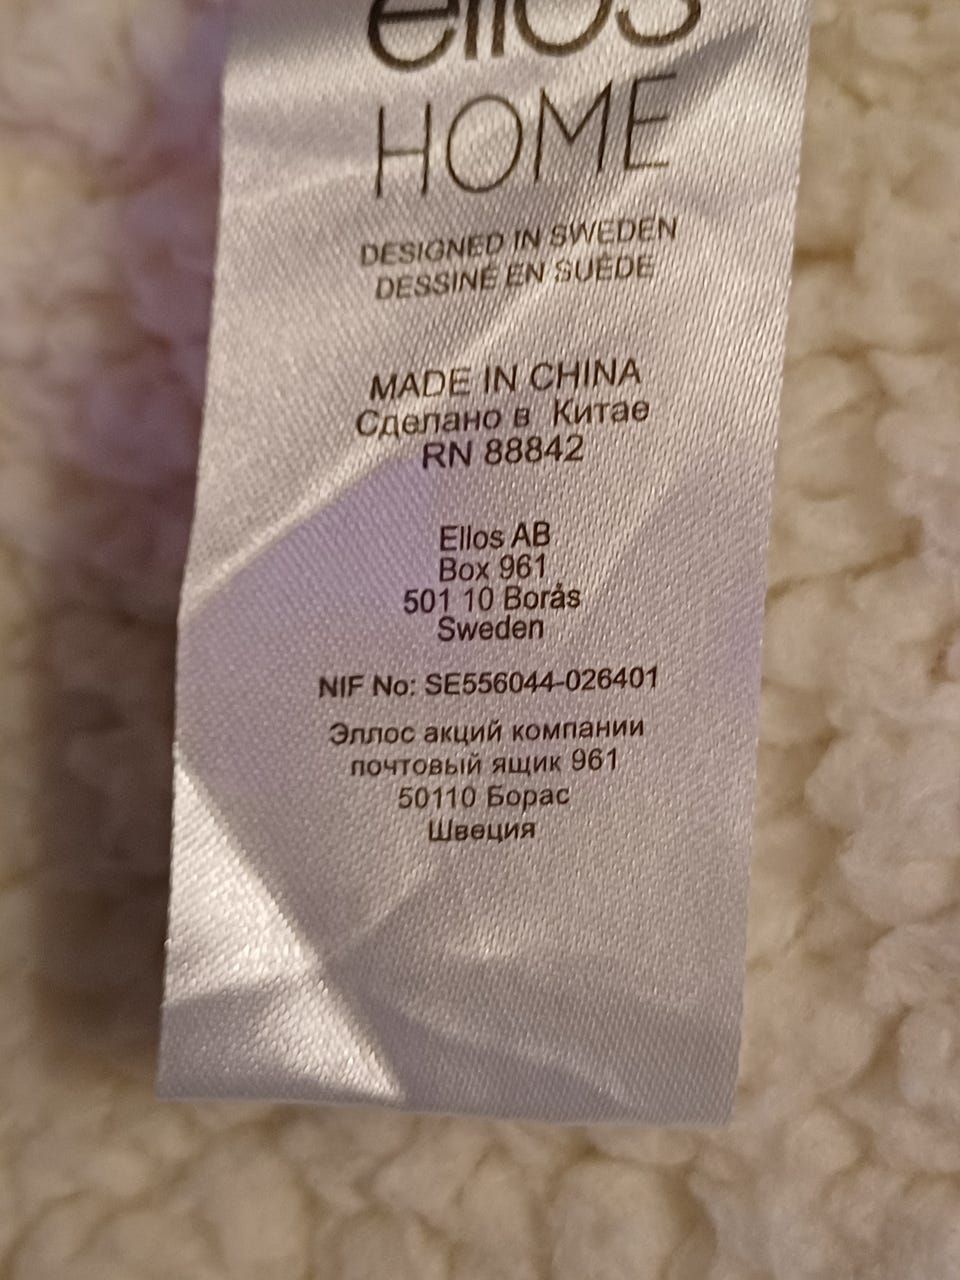 ellos
HOME
DESIGNED IN SWEDEN
DESSINÉ EN SUÉDE
MADE IN CHINA
Сделано в Китае
RN 88842
Ellos AB
Box 961
501 10 Borås
Sweden
NIF No: SE556044-026401
Эллос акций компании
почтовый ящик 961
50110 Борас
Швеция